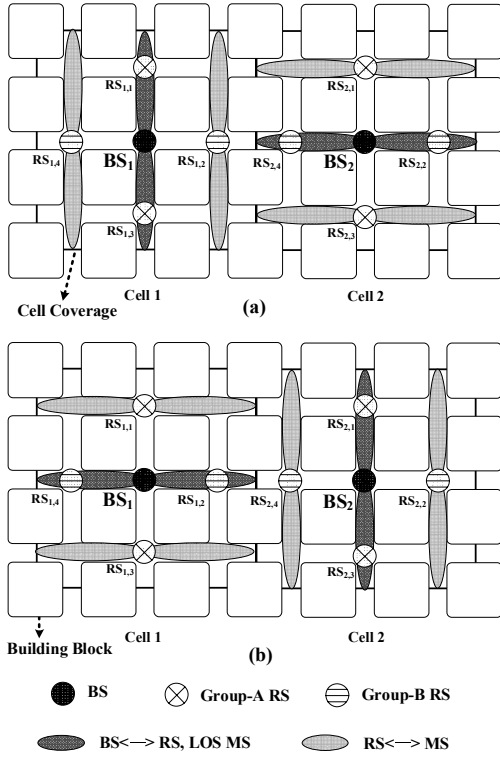 RS1,1
RS2,1
RS1,4
BS1
RS1,2
RS2,4
BS2
RS2,2
RS1,3
RS2,3
Cell 1
Cell 2
Cell Coverage
(a)
RS1,1
RS2,1
RS1,4
BS1
RS1,2
RS2,4
BS2
RS2,2
RS1,3
RS2,3
Cell 1
Cell 2
Building Block
(b)
BS
Group-A RS
Group-B RS
BS<—>RS, LOS MS
RS<—>MS